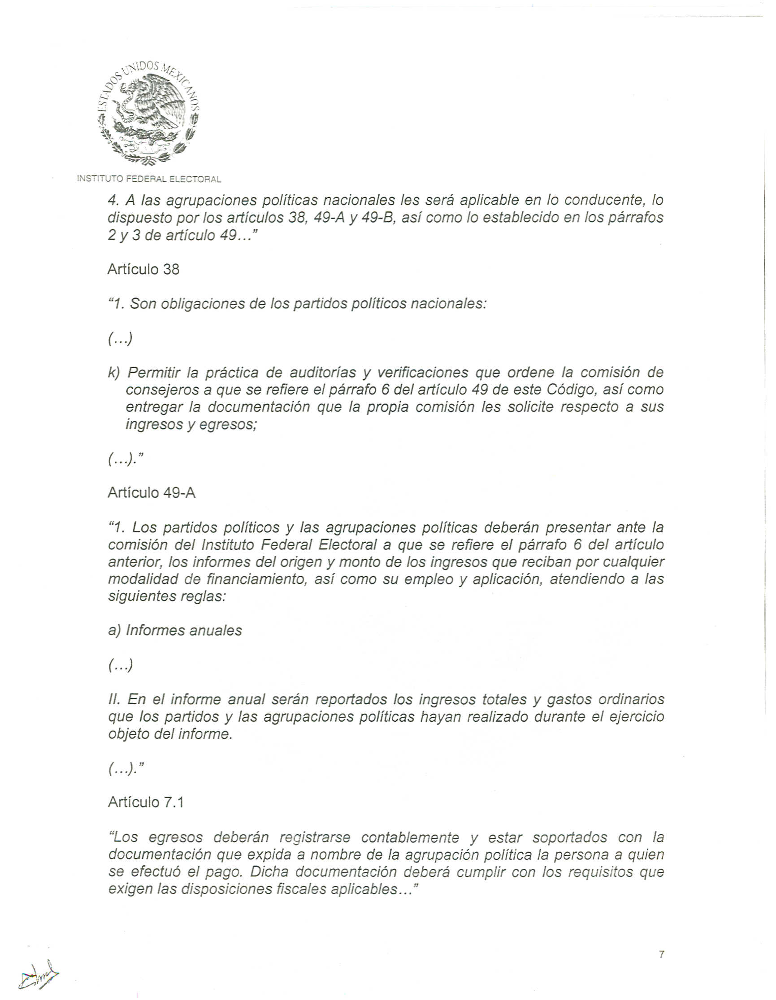 ESTADOS UNIDOS MEXICANOS
INSTITUTO FEDERAL ELECTORAL
4. A las agrupaciones políticas nacionales les será aplicable en lo conducente, lo
dispuesto por los artículos 38, 49-A y 49-B, así como lo establecido en los párrafos
2 y 3 de artículo 49…”
Artículo 38
“1. Son obligaciones de los partidos políticos nacionales:
(...)
k) Permitir la práctica de auditorías y verificaciones que ordene la comisión de
consejeros a que se refiere el párrafo 6 del artículo 49 de este Código, así como
entregar la documentación que la propia comisión les solicite respecto a sus
ingresos y egresos;
(...).”
Artículo 49-A
“1. Los partidos políticos y las agrupaciones políticas deberán presentar ante la
comisión del Instituto Federal Electoral a que se refiere el párrafo 6 del artículo
anterior, los informes del origen y monto de los ingresos que reciban por cualquier
modalidad de financiamiento, así como su empleo y aplicación, atendiendo a las
siguientes reglas:
a) Informes anuales
(...)
II. En el informe anual serán reportados los ingresos totales y gastos ordinarios
que los partidos y las agrupaciones políticas hayan realizado durante el ejercicio
objeto del informe.
(...).”
Artículo 7.1
“Los egresos deberán registrarse contablemente y estar soportados con la
documentación que expida a nombre de la agrupación política la persona a quien
se efectuó el pago. Dicha documentación deberá cumplir con los requisitos que
exigen las disposiciones fiscales aplicables…”
7